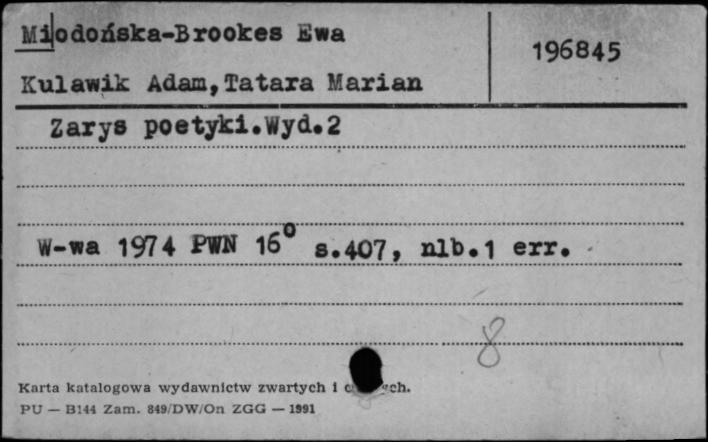 Miodońska-Brookes Ewa
196845
Kulawik Adam, Tatara Marian
Zarys poetyki. Wyd. 2
W-wa 1974 PWN 16⁰ s.407, nlb.1 err.
8
Karta katalogowa wydawnictw zwartych i
PU — B144 Zam. 849/DW/On ZGG — 1991